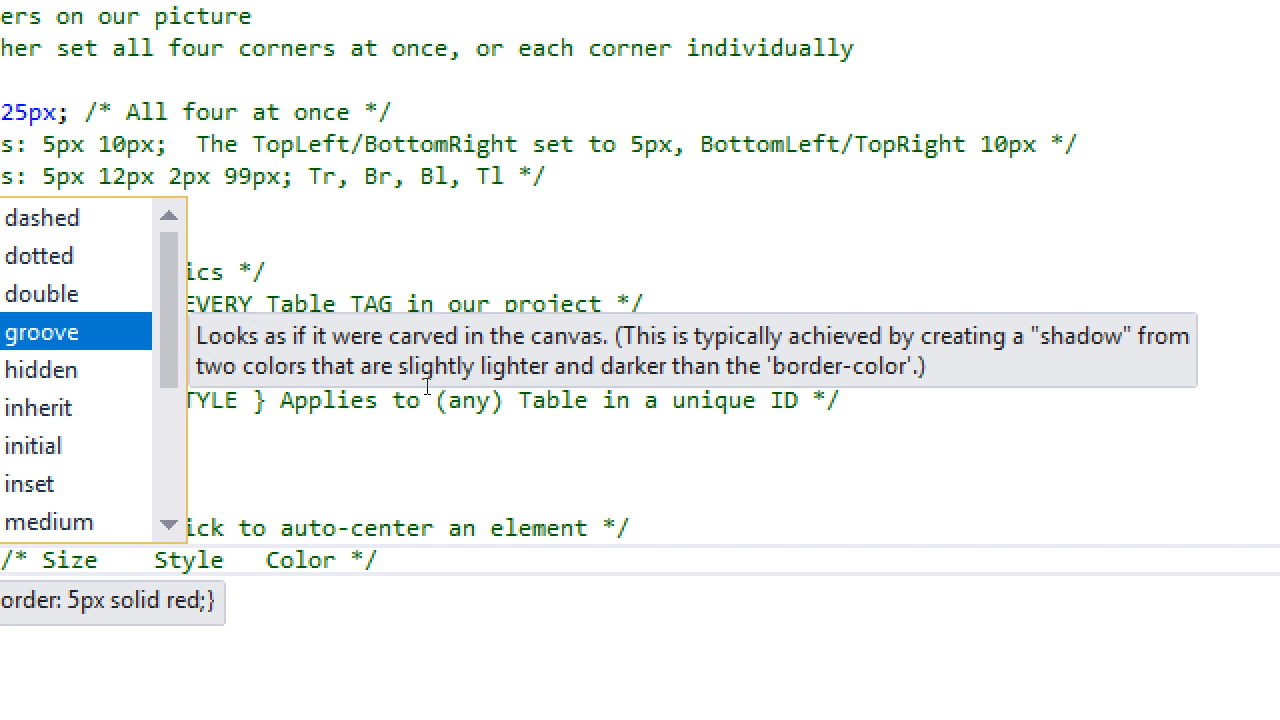 ers on our picture
her set all four corners at once, or each corner individually
25px; /* All four at once */
s: 5px 10px;  The TopLeft/BottomRight set to 5px, BottomLeft/TopRight 10px */
s: 5px 12px 2px 99px; Tr, Br, Bl, Tl */
dashed
dotted
ics */
double
EVERY Table TAG in our project */
groove
Looks as if it were carved in the canvas. (This is typically achieved by creating a "shadow" from
two colors that are slightly lighter and darker than the 'border-color'.)
hidden
inherit
TYLE } Applies to (any) Table in a unique ID */
initial
inset
medium
ick to auto-center an element */
/* Size    Style   Color */
order: 5px solid red;}